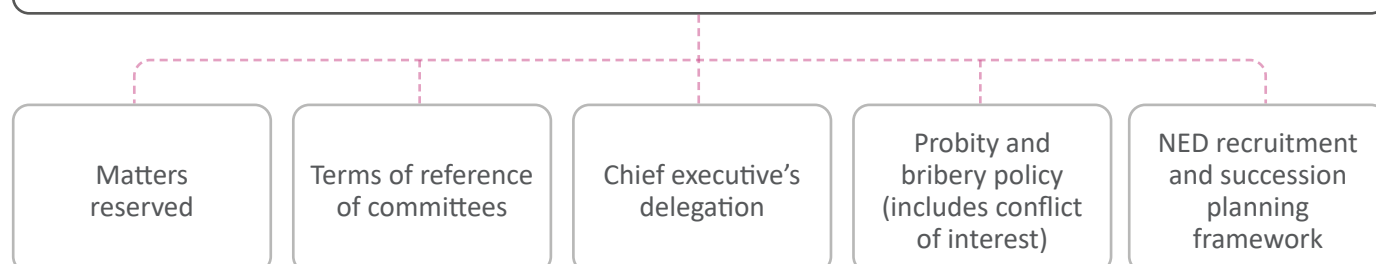 Matters
reserved
Terms of reference
of committees
Chief executive’s
delegation
Probity and
bribery policy
(includes conflict
of interest)
NED recruitment
and succession
planning
framework